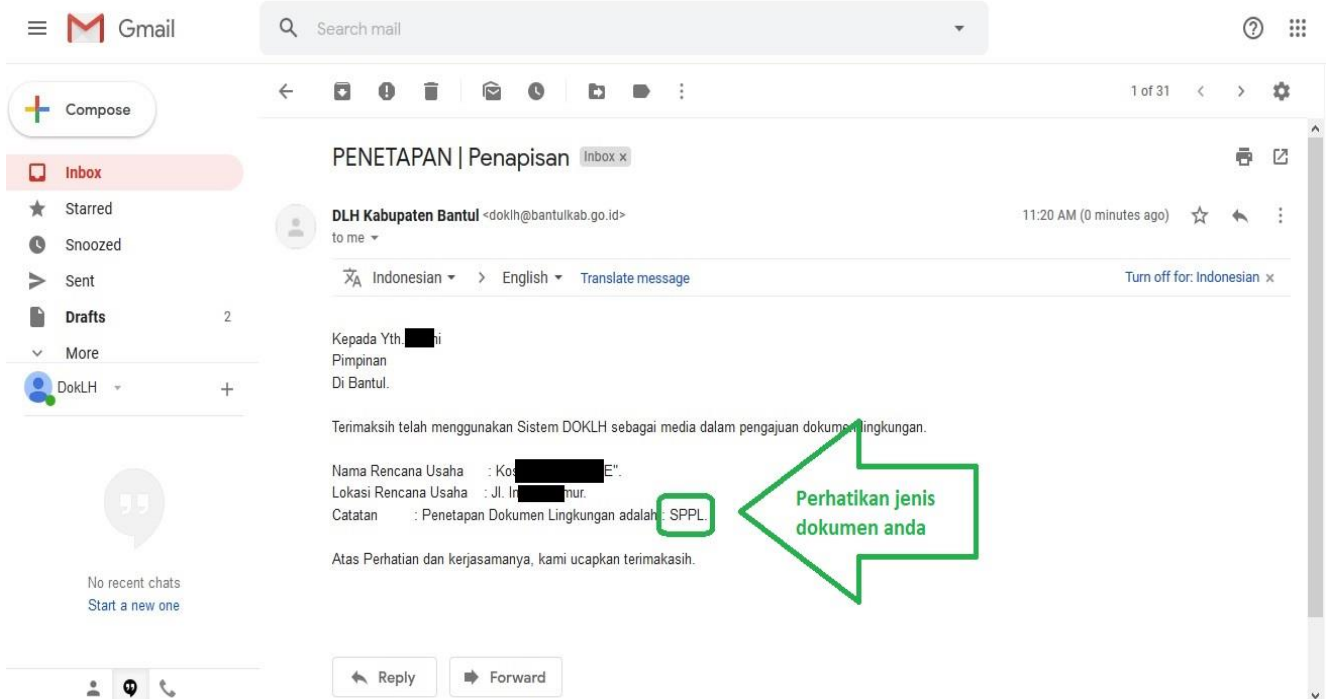 Gmail
Search mail
Compose
1 of 31
Inbox
Starred
Snoozed
Sent
Drafts 2
More
DokLH
No recent chats
Start a new one
PENETAPAN | Penapisan Inbox x
DLH Kabupaten Bantul <doklh@bantulkab.go.id>
11:20 AM (0 minutes ago)
to me
Indonesian > English Translate message
Turn off for: Indonesian x
Kepada Yth.
Pimpinan
Di Bantul.
Terimaksih telah menggunakan Sistem DOKLH sebagai media dalam pengajuan dokumen lingkungan.
Nama Rencana Usaha : E".
Lokasi Rencana Usaha : Jl.
Catatan : Penetapan Dokumen Lingkungan adalah : SPPL.
Atas Perhatian dan kerjasamanya, kami ucapkan terimakasih.
Perhatikan jenis
dokumen anda
Reply
Forward